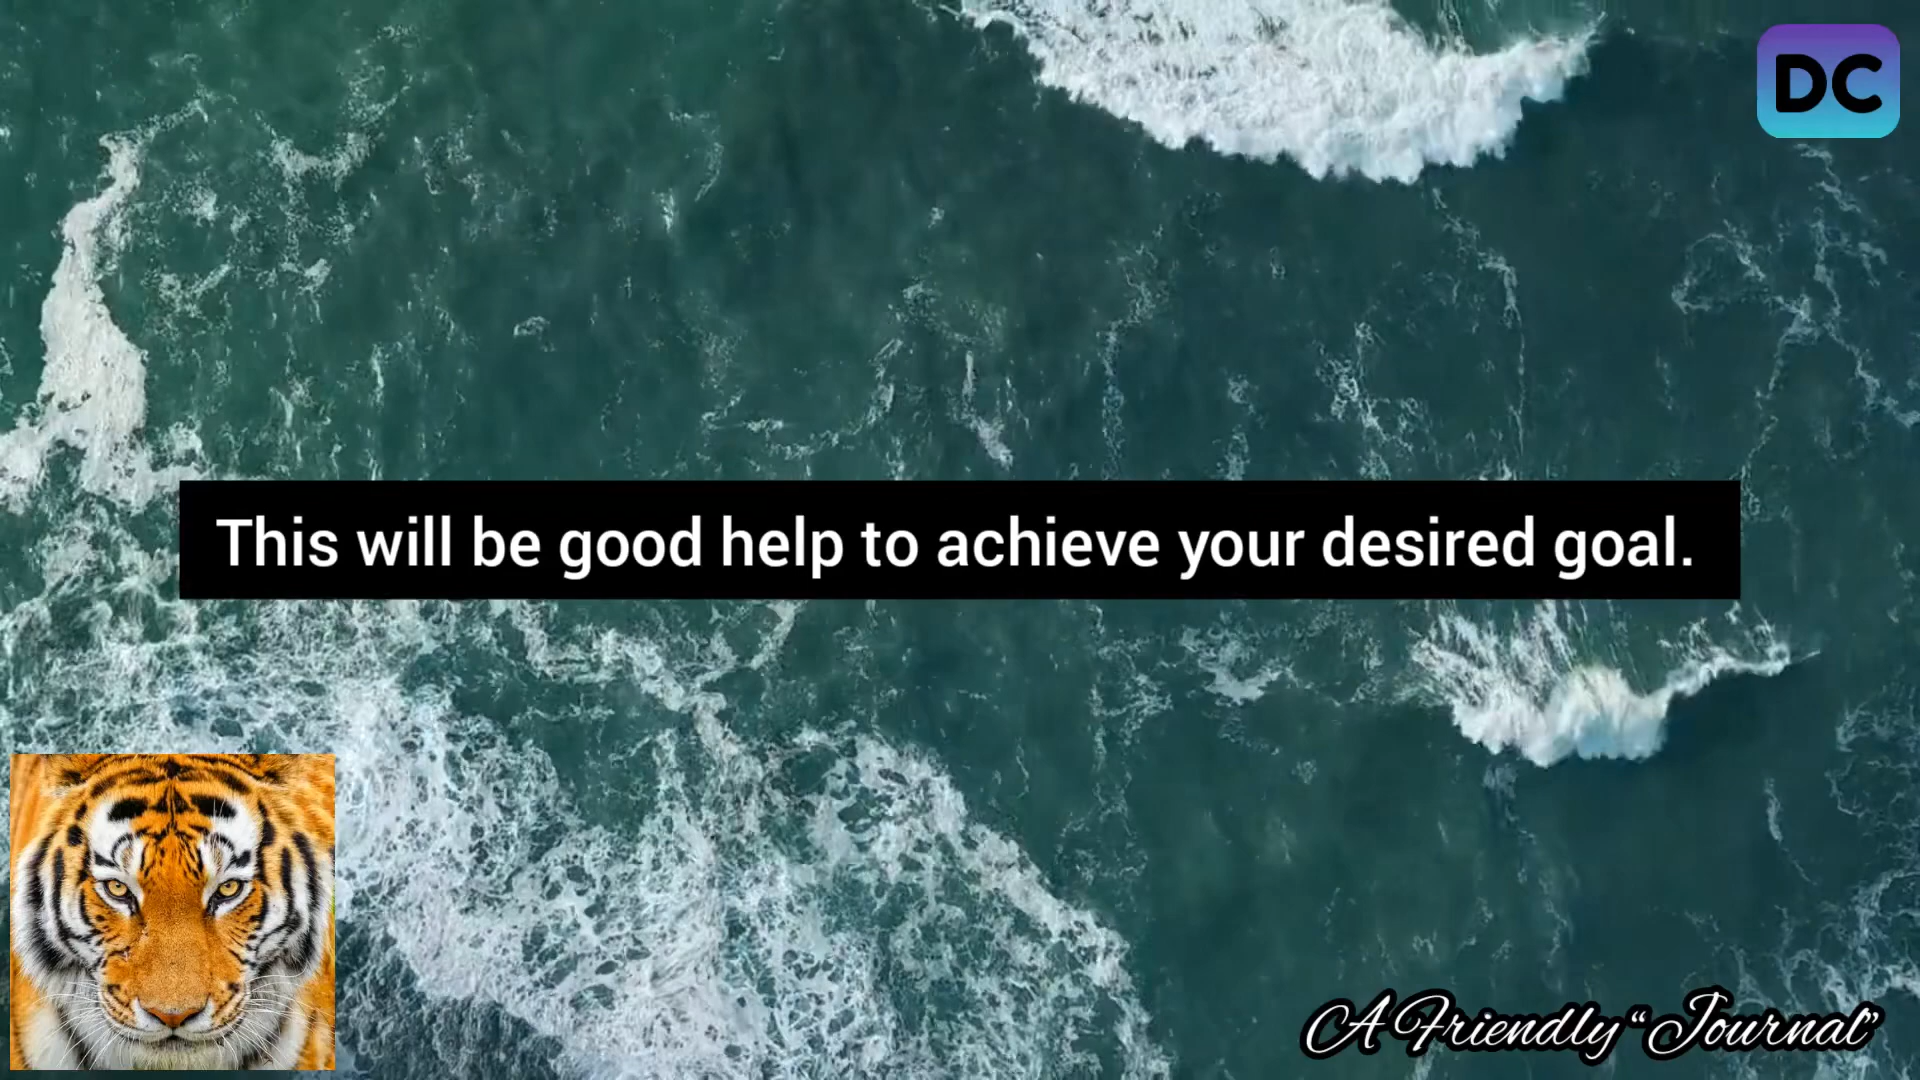 DC
This will be good help to achieve your desired goal.
A Friendly “Journal”